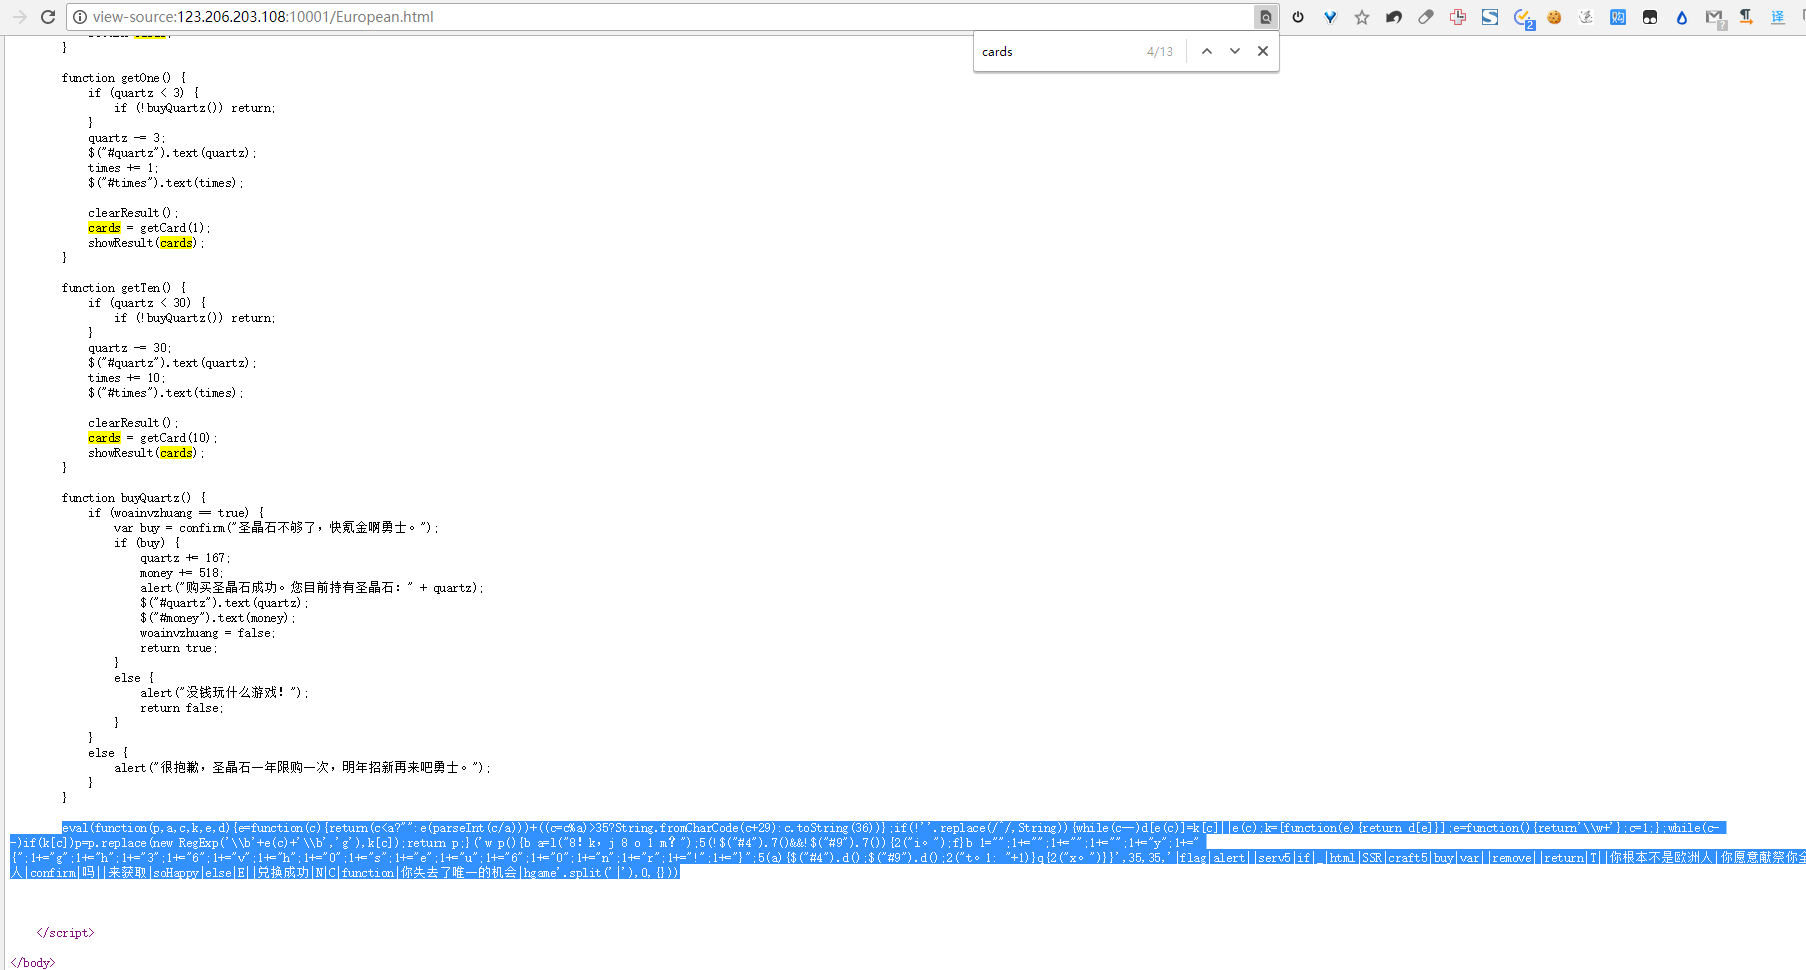 view-source:123.206.203.108:10001/European.html
cards 4/13
}
function getOne() {
if (quartz < 3) {
if (!buyQuartz()) return;
}
quartz -= 3;
$("#quartz").text(quartz);
times += 1;
$("#times").text(times);
clearResult();
cards = getCard(1);
showResult(cards);
}
function getTen() {
if (quartz < 30) {
if (!buyQuartz()) return;
}
quartz -= 30;
$("#quartz").text(quartz);
times += 10;
$("#times").text(times);
clearResult();
cards = getCard(10);
showResult(cards);
}
function buyQuartz() {
if (woainvzhuang == true) {
var buy = confirm("圣晶石不够了，快氪金啊勇士。");
if (buy) {
quartz += 167;
money += 518;
alert("购买圣晶石成功。您目前持有圣晶石：" + quartz);
$("#quartz").text(quartz);
$("#money").text(money);
woainvzhuang = false;
return true;
}
else {
alert("没钱玩什么游戏！");
return false;
}
}
else {
alert("很抱歉，圣晶石一年限购一次，明年招新再来吧勇士。");
}
}
eval(function(p,a,c,k,e,d){e=function(c){return(c<a?"":e(parseInt(c/a)))+((c=c%a)>35?String.fromCharCode(c+29):c.toString(36))};if(!''.replace(/^/,String)){while(c--)d[e(c)]=k[c]||e(c);k=[function(e){return d[e]}];e=function(){return'\\w+'};c=1;};while(c-
-)if(k[c])p=p.replace(new RegExp('\\b'+e(c)+'\\b','g'),k[c]);return p;}('w p(){b a=l("8！k，j 8 o 1 m？");5(!$("#4").7()&&!$("#9").7()){2("i。");f}b 1="";1+="";1+="";1+="";1+="y";1+="
{";1+="g";1+="h";1+="3";1+="6";1+="v";1+="h";1+="0";1+="s";1+="e";1+="u";1+="6";1+="0";1+="n";1+="r";1+="!";1+="}";5(a){$("#4").d();$("#9").d();2("t。1: "+1)}q{2("x。")}}',35,35,'|flag|alert||serv5|if|_|html|SSR|craft5|buy|var||remove||return|T||你根本不是欧洲人|你愿意献祭你全
人|confirm|吗||来获取|soHappy|else|E||兑换成功|N|C|function|你失去了唯一的机会|hgame'.split('|'),0,{}))
</script>
</body>